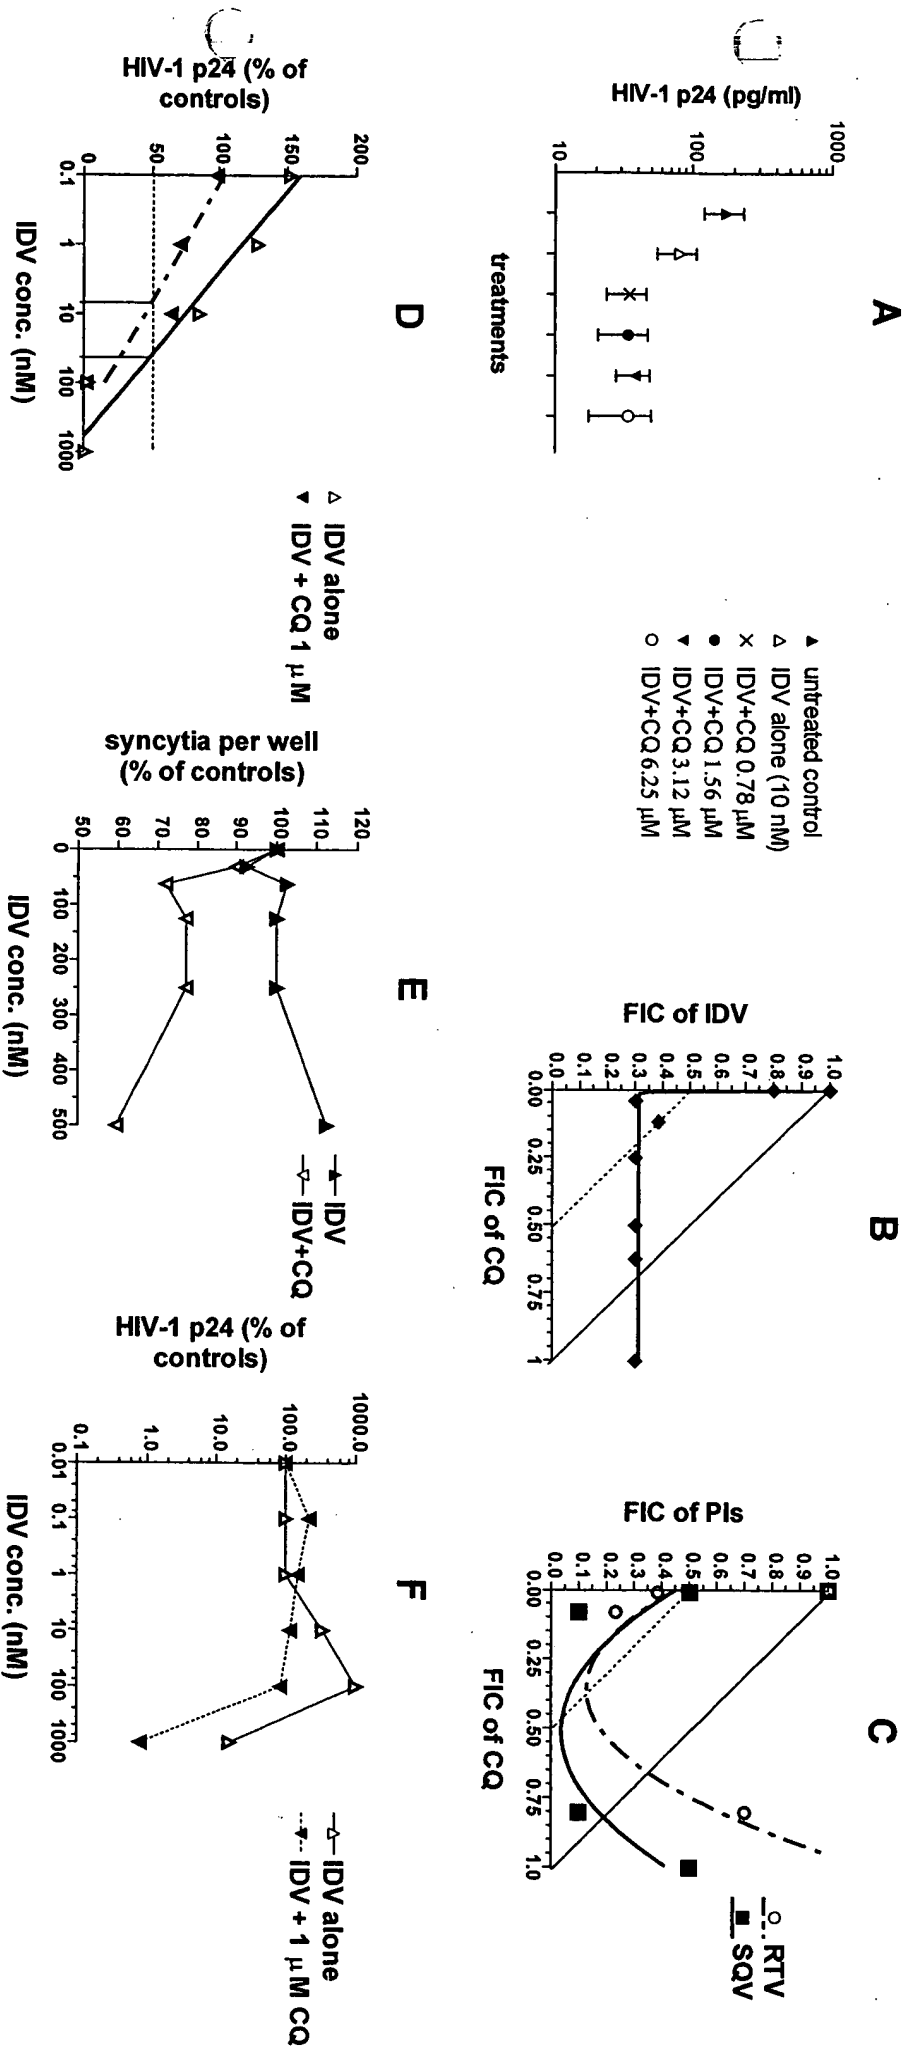 A
HIV-1 p24 (pg/ml)
1000
100
10
treatments
▲ untreated control
△ IDV alone (10 nM)
× IDV+CQ 0.78 μM
● IDV+CQ 1.56 μM
▲ IDV+CQ 3.12 μM
○ IDV+CQ 6.25 μM
B
FIC of IDV
1.0
0.9
0.8
0.7
0.6
0.5
0.4
0.3
0.2
0.1
0.0
0.00 0.25 0.50 0.75 1
FIC of CQ
C
FIC of PIs
1.0
0.9
0.8
0.7
0.6
0.5
0.4
0.3
0.2
0.1
0.0
0.00 0.25 0.50 0.75 1.0
FIC of CQ
RTV
SQV
D
HIV-1 p24 (% of
controls)
200
150
100
50
0
0.1 1 10 100 1000
IDV conc. (nM)
△ IDV alone
▲ IDV + CQ 1 μM
E
syncytia per well
(% of controls)
120
110
100
90
80
70
60
50
0 100 200 300 400 500
IDV conc. (nM)
IDV
IDV+CQ
F
HIV-1 p24 (% of
controls)
1000.0
100.0
10.0
1.0
0.1
0.01 0.1 1 10 100 1000
IDV conc. (nM)
IDV alone
IDV + 1 μM CQ